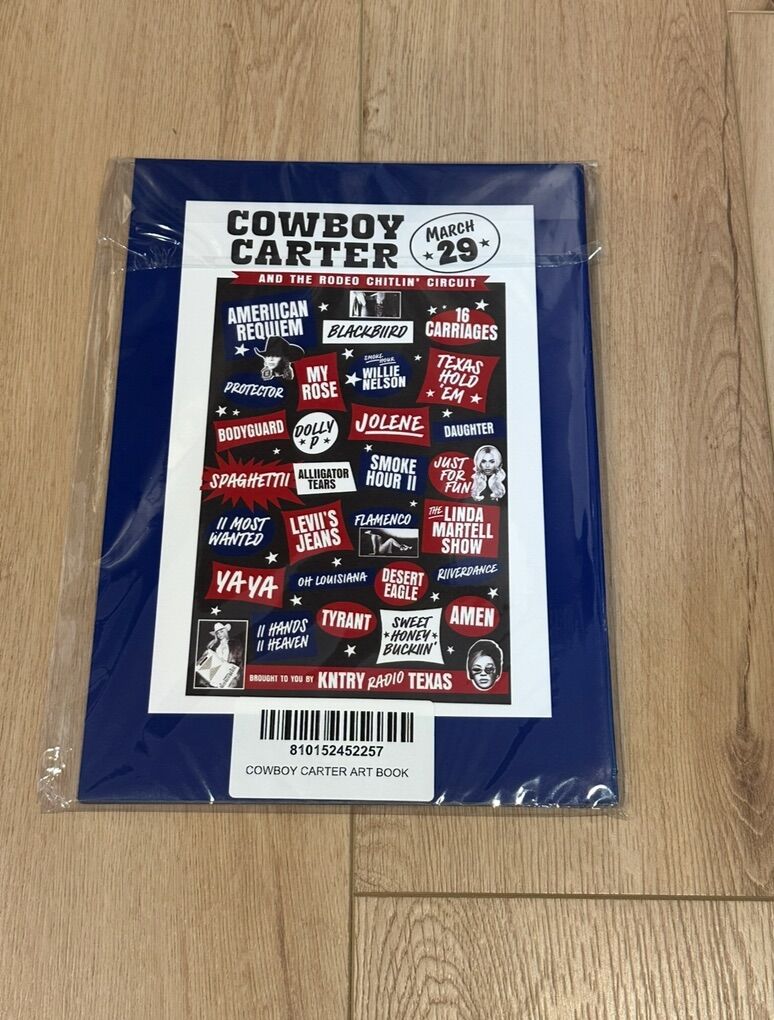 COWBOY
CARTER
MARCH
29
AND THE RODEO CHITLIN' CIRCUIT
AMERIICAN
REQUIEM
BLACKBIIRD
16
CARRIAGES
PROTECTOR
MY
ROSE
SMOKE HOUR
WILLIE
NELSON
TEXAS
HOLD
'EM
BODYGUARD
DOLLY
P
JOLENE
DAUGHTER
SPAGHETTII
ALLIIGATOR
TEARS
SMOKE
HOUR II
JUST
FOR
FUN
II MOST
WANTED
LEVII'S
JEANS
FLAMENCO
THE LINDA
MARTELL
SHOW
YA YA
OH LOUISIANA
DESERT
EAGLE
RIIVERDANCE
II HANDS
II HEAVEN
TYRANT
SWEET
HONEY
BUCKIIN'
AMEN
BROUGHT TO YOU BY KNTRY RADIO TEXAS
810152452257
COWBOY CARTER ART BOOK